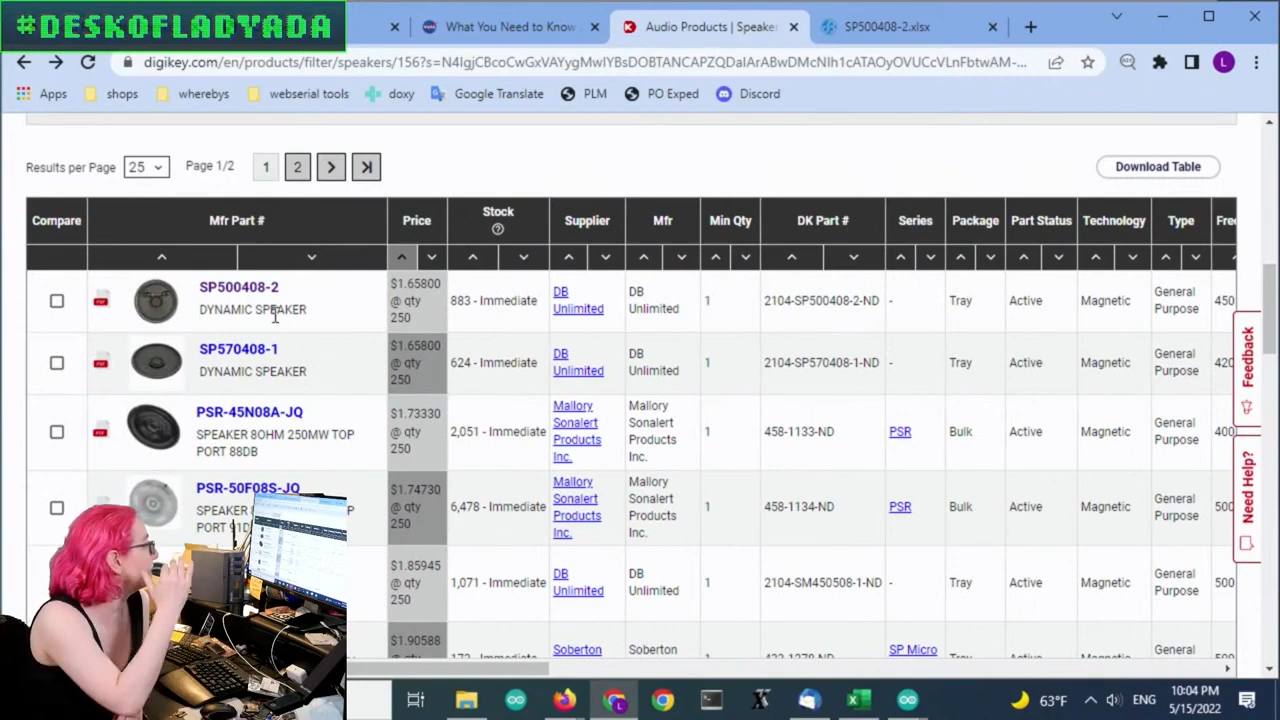 #DESKOFLADYADA
What You Need to Know
Audio Products | Speaker
SP500408-2.xlsx
digikey.com/en/products/filter/speakers/156?s=N4IgjCBcoCwGxVAYygMwIYBsDOBTANCAPZQDaIArABwDMcNIh1cATAOyOVUCcVLnFbtwAM-...
Apps shops whereby webserial tools doxy Google Translate PLM PO Exped Discord
Results per Page 25 Page 1/2 1 2 Download Table
Compare Mfr Part # Price Stock Supplier Mfr Min Qty DK Part # Series Package Part Status Technology Type
SP500408-2
DYNAMIC SPEAKER
$1.65800
@ qty
250
883 - Immediate
DB
Unlimited
DB
Unlimited
1
2104-SP500408-2-ND
-
Tray
Active
Magnetic
General
Purpose
450
SP570408-1
DYNAMIC SPEAKER
$1.65800
@ qty
250
624 - Immediate
DB
Unlimited
DB
Unlimited
1
2104-SP570408-1-ND
-
Tray
Active
Magnetic
General
Purpose
420
PSR-45N08A-JQ
SPEAKER 8OHM 250MW TOP
PORT 88DB
$1.73330
@ qty
250
2,051 - Immediate
Mallory
Sonalert
Products
Inc.
Mallory
Sonalert
Products
Inc.
1
458-1133-ND
PSR
Bulk
Active
Magnetic
General
Purpose
400
PSR-50F08S-JQ
SPEAKER
PORT 91D
$1.74730
@ qty
250
6,478 - Immediate
Mallory
Sonalert
Products
Inc.
Mallory
Sonalert
Products
Inc.
1
458-1134-ND
PSR
Bulk
Active
Magnetic
General
Purpose
500
$1.85945
@ qty
250
1,071 - Immediate
DB
Unlimited
DB
Unlimited
1
2104-SM450508-1-ND
-
Tray
Active
Magnetic
General
Purpose
500
$1.90588
Soberton
Soberton
SP Micro
General
Feedback
Need Help?
63°F
ENG
10:04 PM
5/15/2022